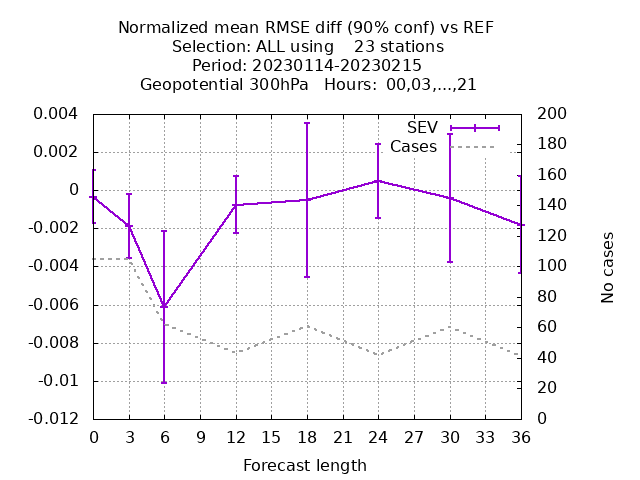 Normalized mean RMSE diff (90% conf) vs REF
Selection: ALL using    23 stations
Period: 20230114-20230215
Geopotential 300hPa   Hours:  00,03,...,21
SEV
Cases
0.004
0.002
0
-0.002
-0.004
-0.006
-0.008
-0.01
-0.012
200
180
160
140
120
100
80
60
40
20
0
No cases
0 3 6 9 12 15 18 21 24 27 30 33 36
Forecast length